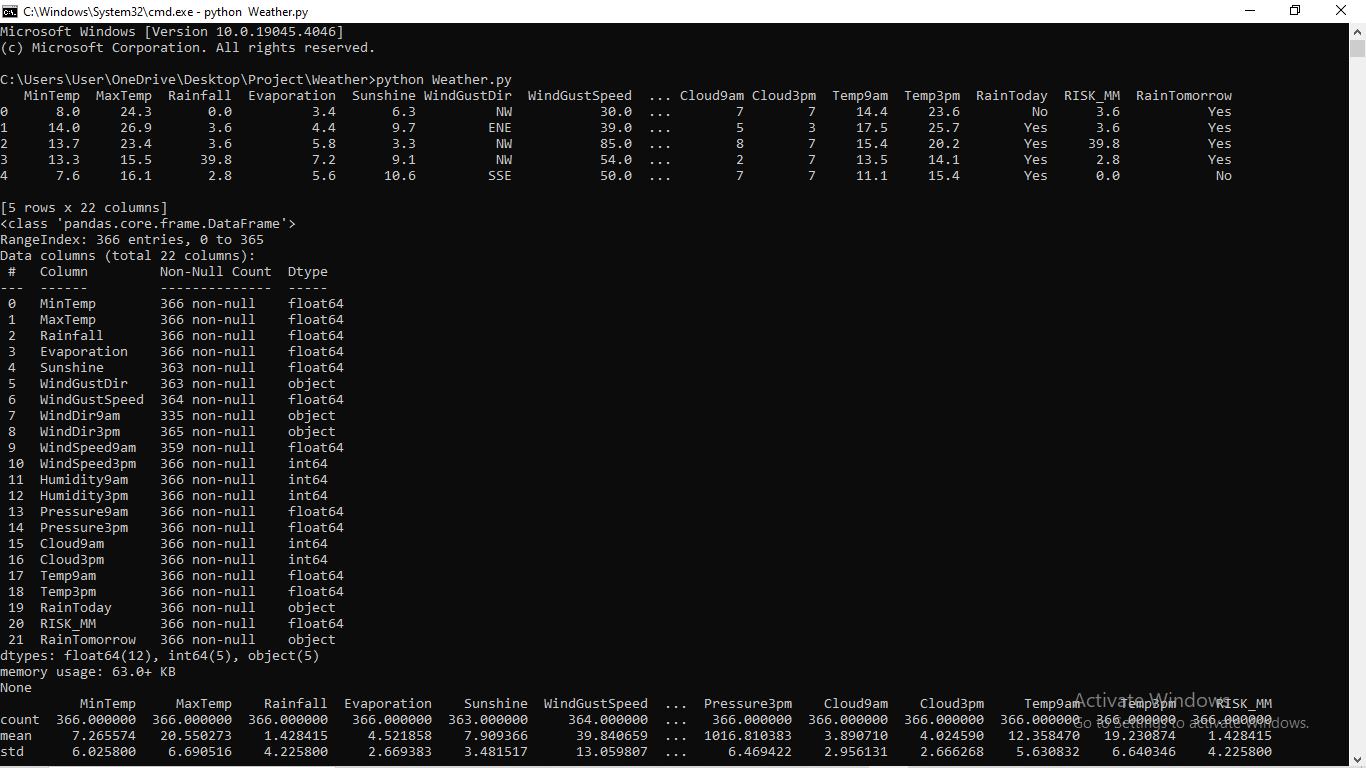 C:\Windows\System32\cmd.exe - python  Weather.py
Microsoft Windows [Version 10.0.19045.4046]
(c) Microsoft Corporation. All rights reserved.
C:\Users\User\OneDrive\Desktop\Project\Weather>python Weather.py
   MinTemp  MaxTemp  Rainfall  Evaporation  Sunshine WindGustDir  WindGustSpeed  ... Cloud9am Cloud3pm  Temp9am  Temp3pm  RainToday  RISK_MM  RainTomorrow
0      8.0     24.3       0.0          3.4       6.3          NW           30.0  ...        7        7     14.4     23.6         No      3.6           Yes
1     14.0     26.9       3.6          4.4       9.7         ENE           39.0  ...        5        3     17.5     25.7        Yes      3.6           Yes
2     13.7     23.4       3.6          5.8       3.3          NW           85.0  ...        8        7     15.4     20.2        Yes     39.8           Yes
3     13.3     15.5      39.8          7.2       9.1          NW           54.0  ...        2        7     13.5     14.1        Yes      2.8           Yes
4      7.6     16.1       2.8          5.6      10.6         SSE           50.0  ...        7        7     11.1     15.4        Yes      0.0            No
[5 rows x 22 columns]
<class 'pandas.core.frame.DataFrame'>
RangeIndex: 366 entries, 0 to 365
Data columns (total 22 columns):
 #   Column         Non-Null Count  Dtype
---  ------         --------------  -----
 0   MinTemp        366 non-null    float64
 1   MaxTemp        366 non-null    float64
 2   Rainfall       366 non-null    float64
 3   Evaporation    366 non-null    float64
 4   Sunshine       363 non-null    float64
 5   WindGustDir    363 non-null    object
 6   WindGustSpeed  364 non-null    float64
 7   WindDir9am     335 non-null    object
 8   WindDir3pm     365 non-null    object
 9   WindSpeed9am   359 non-null    float64
 10  WindSpeed3pm   366 non-null    int64
 11  Humidity9am    366 non-null    int64
 12  Humidity3pm    366 non-null    int64
 13  Pressure9am    366 non-null    float64
 14  Pressure3pm    366 non-null    float64
 15  Cloud9am       366 non-null    int64
 16  Cloud3pm       366 non-null    int64
 17  Temp9am        366 non-null    float64
 18  Temp3pm        366 non-null    float64
 19  RainToday      366 non-null    object
 20  RISK_MM        366 non-null    float64
 21  RainTomorrow   366 non-null    object
dtypes: float64(12), int64(5), object(5)
memory usage: 63.0+ KB
None
          MinTemp     MaxTemp    Rainfall  Evaporation    Sunshine  WindGustSpeed  ...  Pressure3pm    Cloud9am    Cloud3pm     Temp9am     Temp3pm     RISK_MM
count  366.000000  366.000000  366.000000   366.000000  363.000000     364.000000  ...   366.000000  366.000000  366.000000  366.000000  366.000000  366.000000
mean     7.265574   20.550273    1.428415     4.521858    7.909366      39.840659  ...  1016.810383    3.890710    4.024590   12.358470   19.230874    1.428415
std      6.025800    6.690516    4.225800     2.669383    3.481517      13.059807  ...     6.469422    2.956131    2.666268    5.630832    6.640346    4.225800
Activate Windows
Go to Settings to activate Windows.